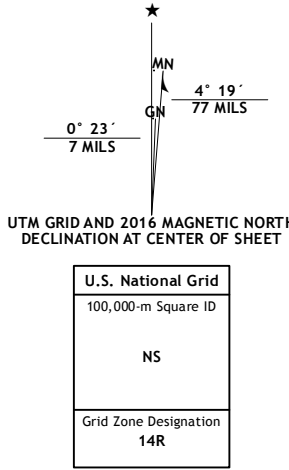 ★
MN
GN
4° 19´
77 MILS
0° 23´
7 MILS
UTM GRID AND 2016 MAGNETIC NORTH
DECLINATION AT CENTER OF SHEET
U.S. National Grid
100,000-m Square ID
NS
Grid Zone Designation
14R